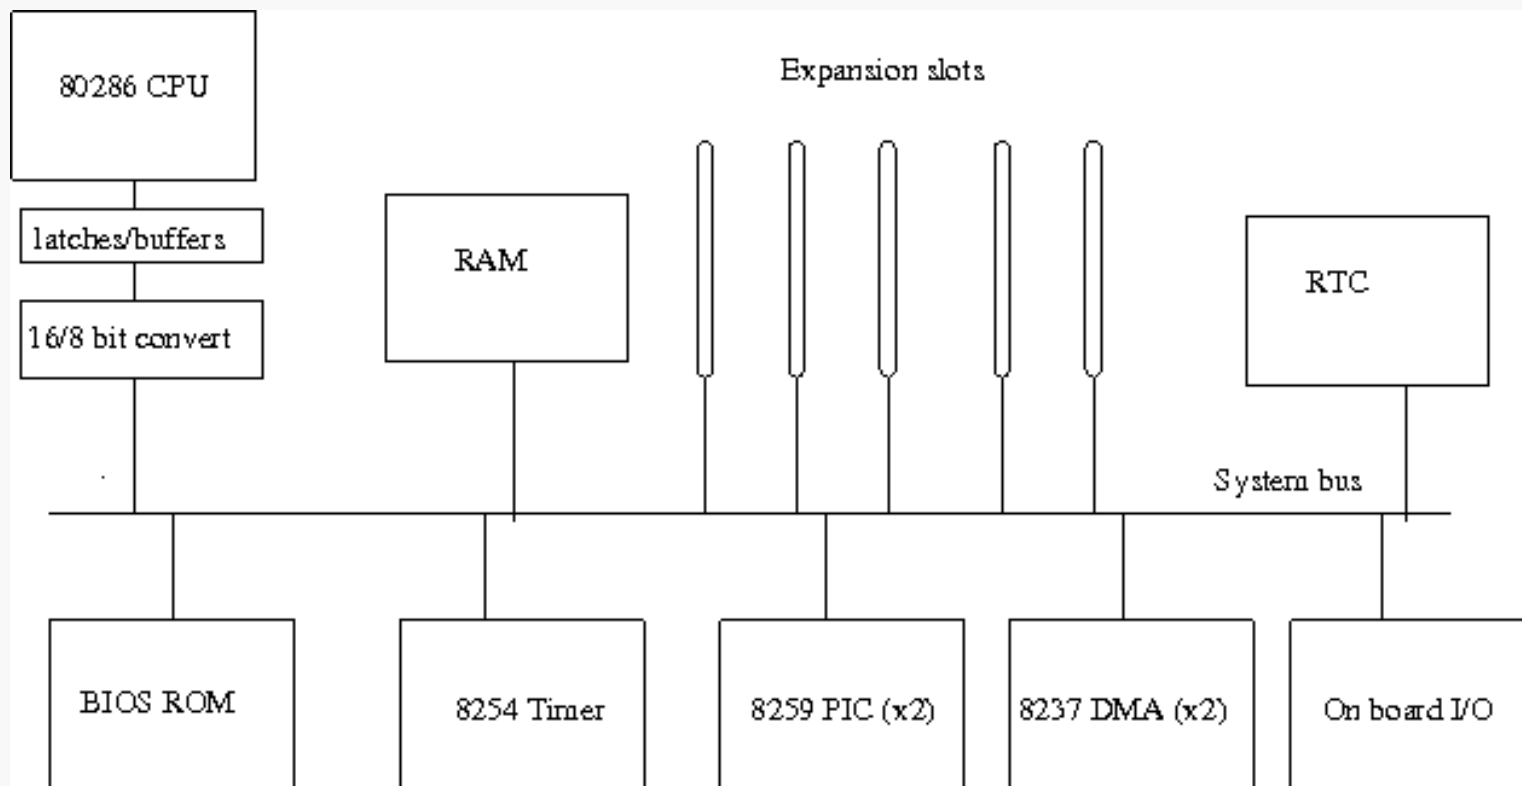 80286 CPU
Expansion slots
latches/buffers
RAM
RTC
16/8 bit convert
System bus
BIOS ROM
8254 Timer
8259 PIC (x2)
8237 DMA (x2)
On board I/O